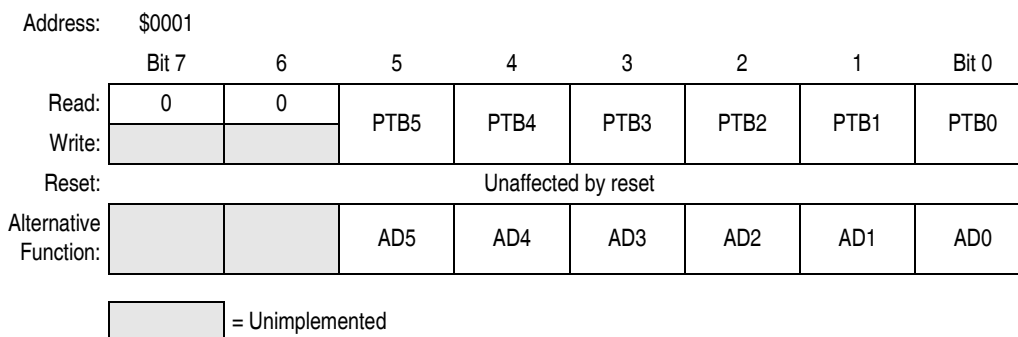 Address: $0001
Bit 7 6 5 4 3 2 1 Bit 0
Read: 0 0 PTB5 PTB4 PTB3 PTB2 PTB1 PTB0
Write:
Reset: Unaffected by reset
Alternative
Function: AD5 AD4 AD3 AD2 AD1 AD0
= Unimplemented